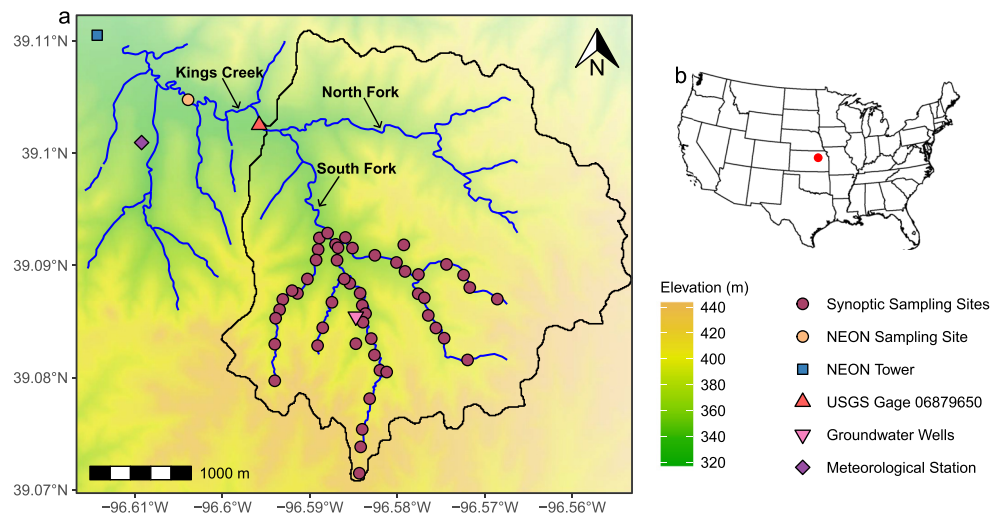 a
39.11°N
39.1°N
39.09°N
39.08°N
39.07°N
Kings Creek
North Fork
South Fork
N
1000 m
−96.61°W
−96.6°W
−96.59°W
−96.58°W
−96.57°W
−96.56°W
b
Elevation (m)
440
420
400
380
360
340
320
Synoptic Sampling Sites
NEON Sampling Site
NEON Tower
USGS Gage 06879650
Groundwater Wells
Meteorological Station